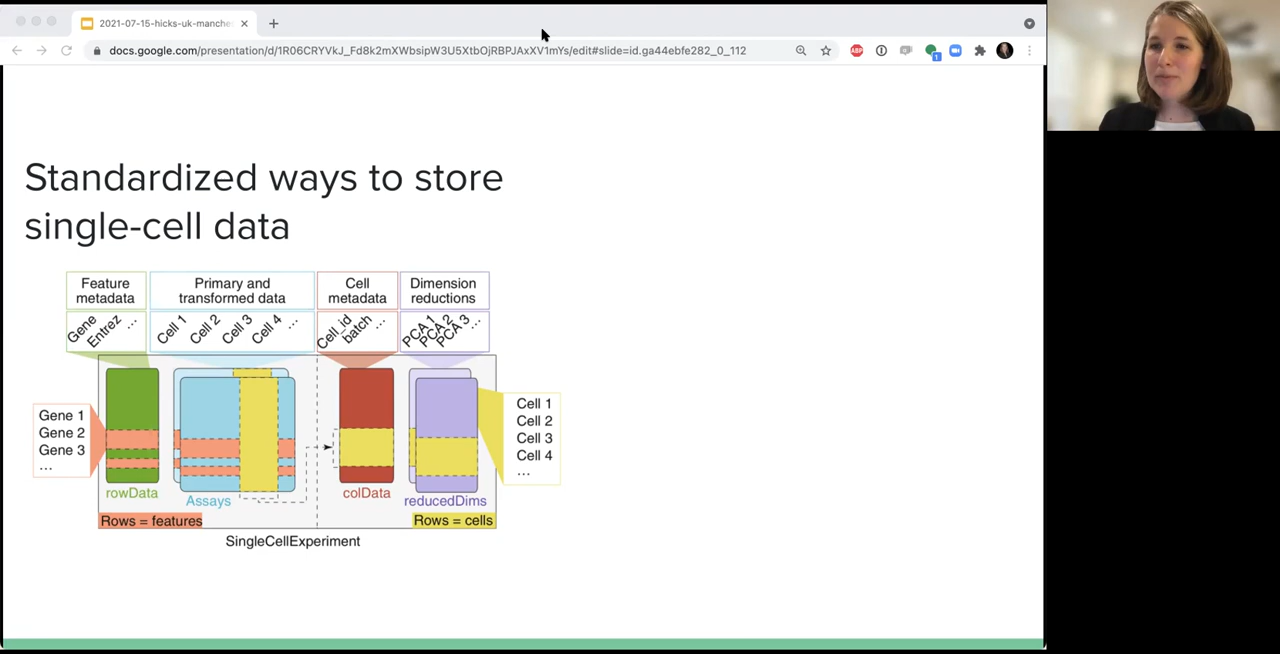 2021-07-15-hicks-uk-manche
docs.google.com/presentation/d/1R06CRYVkJ_Fd8k2mXWbsipW3U5XtbOjRBPJAxXV1mYs/edit#slide=id.ga44ebfe282_0_112
ABP
1
Standardized ways to store
single-cell data
Feature
metadata
Primary and
transformed data
Cell
metadata
Dimension
reductions
Gene
Entrez
...
Cell 1
Cell 2
Cell 3
Cell 4
...
Cell_id
batch
...
PCA 1
PCA 2
PCA 3
...
Gene 1
Gene 2
Gene 3
...
Cell 1
Cell 2
Cell 3
Cell 4
...
rowData
Assays
colData
reducedDims
Rows = features
Rows = cells
SingleCellExperiment